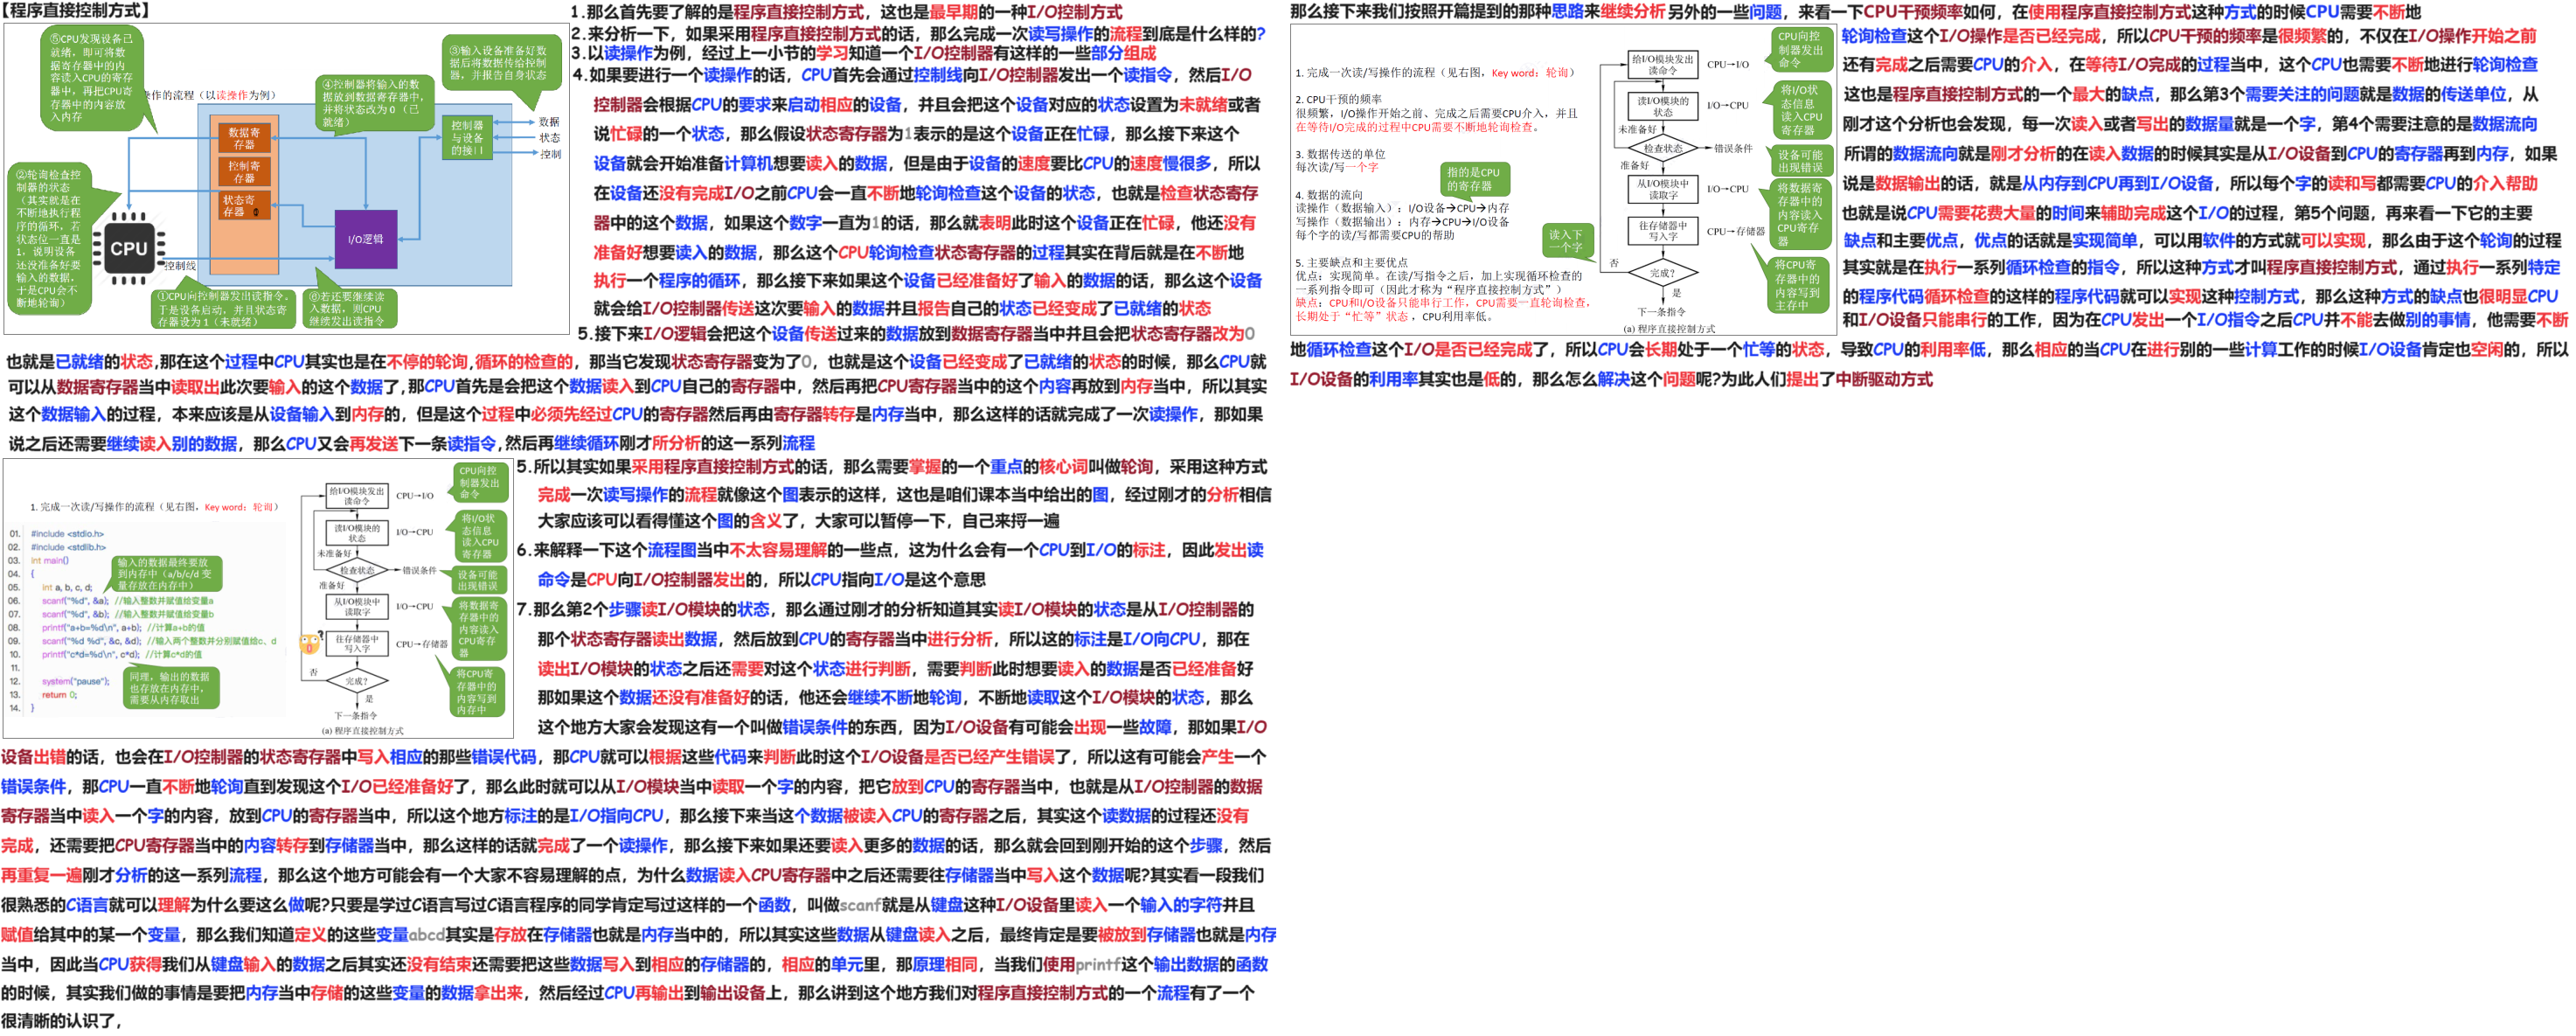 【程序直接控制方式】
⑤CPU发现设备已
就绪，即可将数
据寄存器中的内
容读入CPU的寄存
器中，再把CPU寄
存器中的内容放
入内存
操作的流程（以读操作为例）
④控制器将输入的数
据放到数据寄存器中，
并将状态改为0（已
就绪）
③输入设备准备好数
据后将数据传给控制
器，并报告自身状态
数据寄
存器
控制寄
存器
状态寄
存器
0
控制器
与设备
的接口
数据
状态
控制
②轮询检查控
制器的状态
（其实就是在
不断地执行程
序的循环，若
状态位一直是
1，说明设备
还没准备好要
输入的数据，
于是CPU会不
断地轮询）
CPU
I/O逻辑
控制线
①CPU向控制器发出读指令。
于是设备启动，并且状态寄
存器设为1（未就绪）
⑥若还要继续读
入数据，则CPU
继续发出读指令
1.那么首先要了解的是程序直接控制方式，这也是最早期的一种I/O控制方式
2.来分析一下，如果采用程序直接控制方式的话，那么完成一次读写操作的流程到底是什么样的?
3.以读操作为例，经过上一小节的学习知道一个I/O控制器有这样的一些部分组成
4.如果要进行一个读操作的话，CPU首先会通过控制线向I/O控制器发出一个读指令，然后I/O
控制器会根据CPU的要求来启动相应的设备，并且会把这个设备对应的状态设置为未就绪或者
说忙碌的一个状态，那么假设状态寄存器为1表示的是这个设备正在忙碌，那么接下来这个
设备就会开始准备计算机想要读入的数据，但是由于设备的速度要比CPU的速度慢很多，所以
在设备还没有完成I/O之前CPU会一直不断地轮询检查这个设备的状态，也就是检查状态寄存
器中的这个数据，如果这个数字一直为1的话，那么就表明此时这个设备正在忙碌，他还没有
准备好想要读入的数据，那么这个CPU轮询检查状态寄存器的过程其实在背后就是在不断地
执行一个程序的循环，那么接下来如果这个设备已经准备好了输入的数据的话，那么这个设备
就会给I/O控制器传送这次要输入的数据并且报告自己的状态已经变成了已就绪的状态
5.接下来I/O逻辑会把这个设备传送过来的数据放到数据寄存器当中并且会把状态寄存器改为0
也就是已就绪的状态,那在这个过程中CPU其实也是在不停的轮询,循环的检查的，那当它发现状态寄存器变为了0，也就是这个设备已经变成了已就绪的状态的时候，那么CPU就
可以从数据寄存器当中读取出此次要输入的这个数据了,那CPU首先是会把这个数据读入到CPU自己的寄存器中，然后再把CPU寄存器当中的这个内容再放到内存当中，所以其实
这个数据输入的过程，本来应该是从设备输入到内存的，但是这个过程中必须先经过CPU的寄存器然后再由寄存器转存是内存当中，那么这样的话就完成了一次读操作，那如果
说之后还需要继续读入别的数据，那么CPU又会再发送下一条读指令,然后再继续循环刚才所分析的这一系列流程
1. 完成一次读/写操作的流程（见右图，Key word：轮询）
01. #include <stdio.h>
02. #include <stdlib.h>
03. int main()
04. {
05. int a, b, c, d;
06. scanf("%d", &a); //输入整数并赋值给变量a
07. scanf("%d", &b); //输入整数并赋值给变量b
08. printf("a+b=%d\n", a+b); //计算a+b的值
09. scanf("%d %d", &c, &d); //输入两个整数并分别赋值给c、d
10. printf("c*d=%d\n", c*d); //计算c*d的值
11.
12. system("pause");
13. return 0;
14. }
输入的数据最终要放
到内存中（a/b/c/d 变
量存放在内存中）
同理，输出的数据
也存放在内存中，
需要从内存取出
给I/O模块发出
读命令
CPU→I/O
CPU向控
制器发出
命令
读I/O模块的
状态
I/O→CPU
将I/O状
态信息
读入CPU
寄存器
未准备好
检查状态
错误条件
设备可能
出现错误
准备好
从I/O模块中
读取字
I/O→CPU
将数据寄
存器中的
内容读入
CPU寄存
器
往存储器中
写入字
CPU→存储器
将CPU寄
存器中的
内容写到
内存中
否
完成？
是
下一条指令
(a) 程序直接控制方式
5.所以其实如果采用程序直接控制方式的话，那么需要掌握的一个重点的核心词叫做轮询，采用这种方式
完成一次读写操作的流程就像这个图表示的这样，这也是咱们课本当中给出的图，经过刚才的分析相信
大家应该可以看得懂这个图的含义了，大家可以暂停一下，自己来捋一遍
6.来解释一下这个流程图当中不太容易理解的一些点，这为什么会有一个CPU到I/O的标注，因此发出读
命令是CPU向I/O控制器发出的，所以CPU指向I/O是这个意思
7.那么第2个步骤读I/O模块的状态，那么通过刚才的分析知道其实读I/O模块的状态是从I/O控制器的
那个状态寄存器读出数据，然后放到CPU的寄存器当中进行分析，所以这的标注是I/O向CPU，那在
读出I/O模块的状态之后还需要对这个状态进行判断，需要判断此时想要读入的数据是否已经准备好
那如果这个数据还没有准备好的话，他还会继续不断地轮询，不断地读取这个I/O模块的状态，那么
这个地方大家会发现这有一个叫做错误条件的东西，因为I/O设备有可能会出现一些故障，那如果I/O
设备出错的话，也会在I/O控制器的状态寄存器中写入相应的那些错误代码，那CPU就可以根据这些代码来判断此时这个I/O设备是否已经产生错误了，所以这有可能会产生一个
错误条件，那CPU一直不断地轮询直到发现这个I/O已经准备好了，那么此时就可以从I/O模块当中读取一个字的内容，把它放到CPU的寄存器当中，也就是从I/O控制器的数据
寄存器当中读入一个字的内容，放到CPU的寄存器当中，所以这个地方标注的是I/O指向CPU，那么接下来当这个数据被读入CPU的寄存器之后，其实这个读数据的过程还没有
完成，还需要把CPU寄存器当中的内容转存到存储器当中，那么这样的话就完成了一个读操作，那么接下来如果还要读入更多的数据的话，那么就会回到刚开始的这个步骤，然后
再重复一遍刚才分析的这一系列流程，那么这个地方可能会有一个大家不容易理解的点，为什么数据读入CPU寄存器中之后还需要往存储器当中写入这个数据呢?其实看一段我们
很熟悉的C语言就可以理解为什么要这么做呢?只要是学过C语言写过C语言程序的同学肯定写过这样的一个函数，叫做scanf就是从键盘这种I/O设备里读入一个输入的字符并且
赋值给其中的某一个变量，那么我们知道定义的这些变量abcd其实是存放在存储器也就是内存当中的，所以其实这些数据从键盘读入之后，最终肯定是要被放到存储器也就是内存
当中，因此当CPU获得我们从键盘输入的数据之后其实还没有结束还需要把这些数据写入到相应的存储器的，相应的单元里，那原理相同，当我们使用printf这个输出数据的函数
的时候，其实我们做的事情是要把内存当中存储的这些变量的数据拿出来，然后经过CPU再输出到输出设备上，那么讲到这个地方我们对程序直接控制方式的一个流程有了一个
很清晰的认识了，
那么接下来我们按照开篇提到的那种思路来继续分析另外的一些问题，来看一下CPU干预频率如何，在使用程序直接控制方式这种方式的时候CPU需要不断地
1. 完成一次读/写操作的流程（见右图，Key word：轮询）
2. CPU干预的频率
很频繁，I/O操作开始之前、完成之后需要CPU介入，并且
在等待I/O完成的过程中CPU需要不断地轮询检查。
3. 数据传送的单位
每次读/写一个字
4. 数据的流向
读操作（数据输入）：I/O设备→CPU→内存
写操作（数据输出）：内存→CPU→I/O设备
每个字的读/写都需要CPU的帮助
指的是CPU
的寄存器
5. 主要缺点和主要优点
优点：实现简单。在读/写指令之后，加上实现循环检查的
一系列指令即可（因此才称为“程序直接控制方式”）
缺点：CPU和I/O设备只能串行工作，CPU需要一直轮询检查，
长期处于“忙等”状态，CPU利用率低。
读入下
一个字
给I/O模块发出
读命令
CPU→I/O
CPU向控
制器发出
命令
读I/O模块的
状态
I/O→CPU
将I/O状
态信息
读入CPU
寄存器
未准备好
检查状态
错误条件
设备可能
出现错误
准备好
从I/O模块中
读取字
I/O→CPU
将数据寄
存器中的
内容读入
CPU寄存
器
往存储器中
写入字
CPU→存储器
将CPU寄
存器中的
内容写到
主存中
否
完成？
是
下一条指令
(a) 程序直接控制方式
轮询检查这个I/O操作是否已经完成，所以CPU干预的频率是很频繁的，不仅在I/O操作开始之前
还有完成之后需要CPU的介入，在等待I/O完成的过程当中，这个CPU也需要不断地进行轮询检查
这也是程序直接控制方式的一个最大的缺点，那么第3个需要关注的问题就是数据的传送单位，从
刚才这个分析也会发现，每一次读入或者写出的数据量就是一个字，第4个需要注意的是数据流向
所谓的数据流向就是刚才分析的在读入数据的时候其实是从I/O设备到CPU的寄存器再到内存，如果
说是数据输出的话，就是从内存到CPU再到I/O设备，所以每个字的读和写都需要CPU的介入帮助
也就是说CPU需要花费大量的时间来辅助完成这个I/O的过程，第5个问题，再来看一下它的主要
缺点和主要优点，优点的话就是实现简单，可以用软件的方式就可以实现，那么由于这个轮询的过程
其实就是在执行一系列循环检查的指令，所以这种方式才叫程序直接控制方式，通过执行一系列特定
的程序代码循环检查的这样的程序代码就可以实现这种控制方式，那么这种方式的缺点也很明显CPU
和I/O设备只能串行的工作，因为在CPU发出一个I/O指令之后CPU并不能去做别的事情，他需要不断
地循环检查这个I/O是否已经完成了，所以CPU会长期处于一个忙等的状态，导致CPU的利用率低，那么相应的当CPU在进行别的一些计算工作的时候I/O设备肯定也空闲的，所以
I/O设备的利用率其实也是低的，那么怎么解决这个问题呢?为此人们提出了中断驱动方式